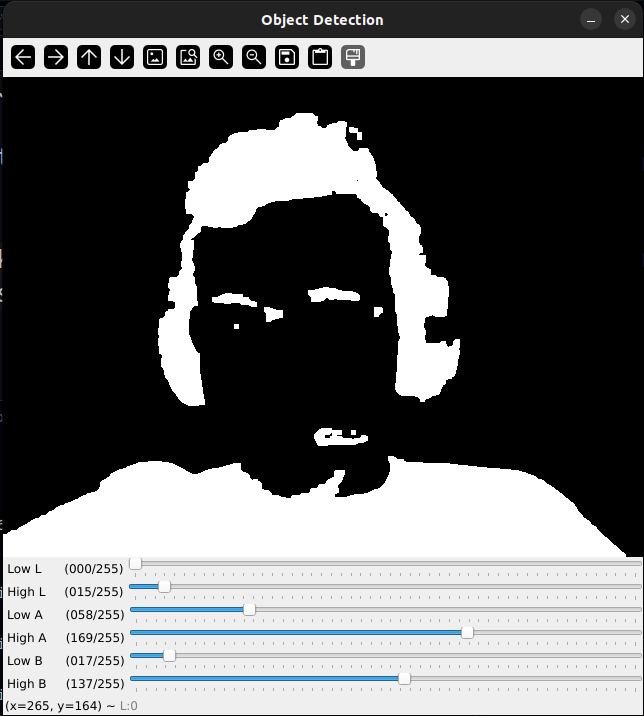 Object Detection
Low L (000/255)
High L (015/255)
Low A (058/255)
High A (169/255)
Low B (017/255)
High B (137/255)
(x=265, y=164) ~ L:0